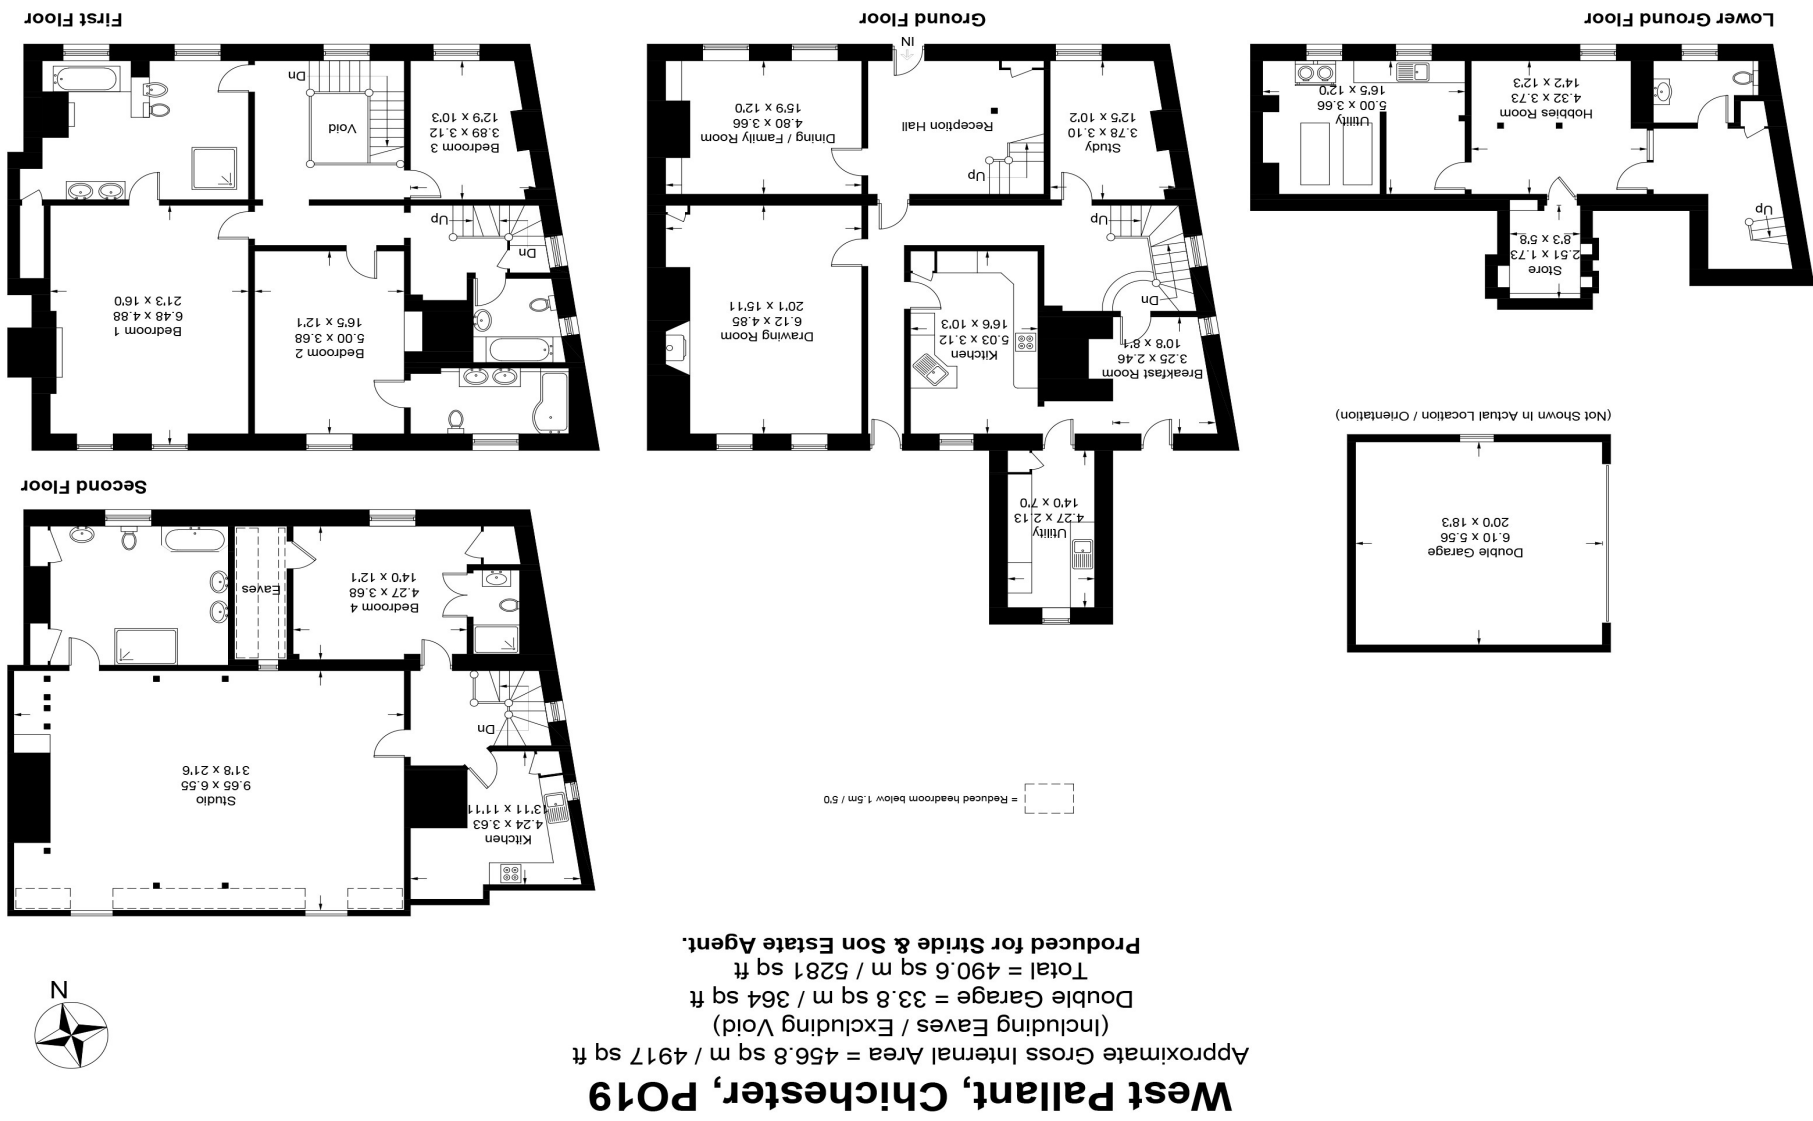 West Pallant, Chichester, PO19
Approximate Gross Internal Area = 456.8 sq m / 4917 sq ft
(Including Eaves / Excluding Void)
Double Garage = 33.8 sq m / 364 sq ft
Total = 490.6 sq m / 5281 sq ft
Produced for Stride & Son Estate Agent.
N
Kitchen
4.24 x 3.63
13'11 x 11'11
Studio
9.65 x 6.55
31'8 x 21'6
Dn
Bedroom 4
4.27 x 3.68
14'0 x 12'1
Eaves
Second Floor
= Reduced headroom below 1.5m / 5'0
Double Garage
6.10 x 5.56
20'0 x 18'3
(Not Shown In Actual Location / Orientation)
Utility
4.27 x 2.13
14'0 x 7'0
Breakfast Room
3.25 x 2.46
10'8 x 8'1
Kitchen
5.03 x 3.12
16'6 x 10'3
Drawing Room
6.12 x 4.85
20'1 x 15'11
Dn
Up
Study
3.78 x 3.10
12'5 x 10'2
Up
Reception Hall
Dining / Family Room
4.80 x 3.66
15'9 x 12'0
IN
Ground Floor
Bedroom 2
5.00 x 3.68
16'5 x 12'1
Bedroom 1
6.48 x 4.88
21'3 x 16'0
Dn
Up
Bedroom 3
3.89 x 3.12
12'9 x 10'3
Void
Dn
First Floor
Store
2.51 x 1.73
8'3 x 5'8
Up
Hobbies Room
4.32 x 3.73
14'2 x 12'3
Utility
5.00 x 3.66
16'5 x 12'0
Lower Ground Floor